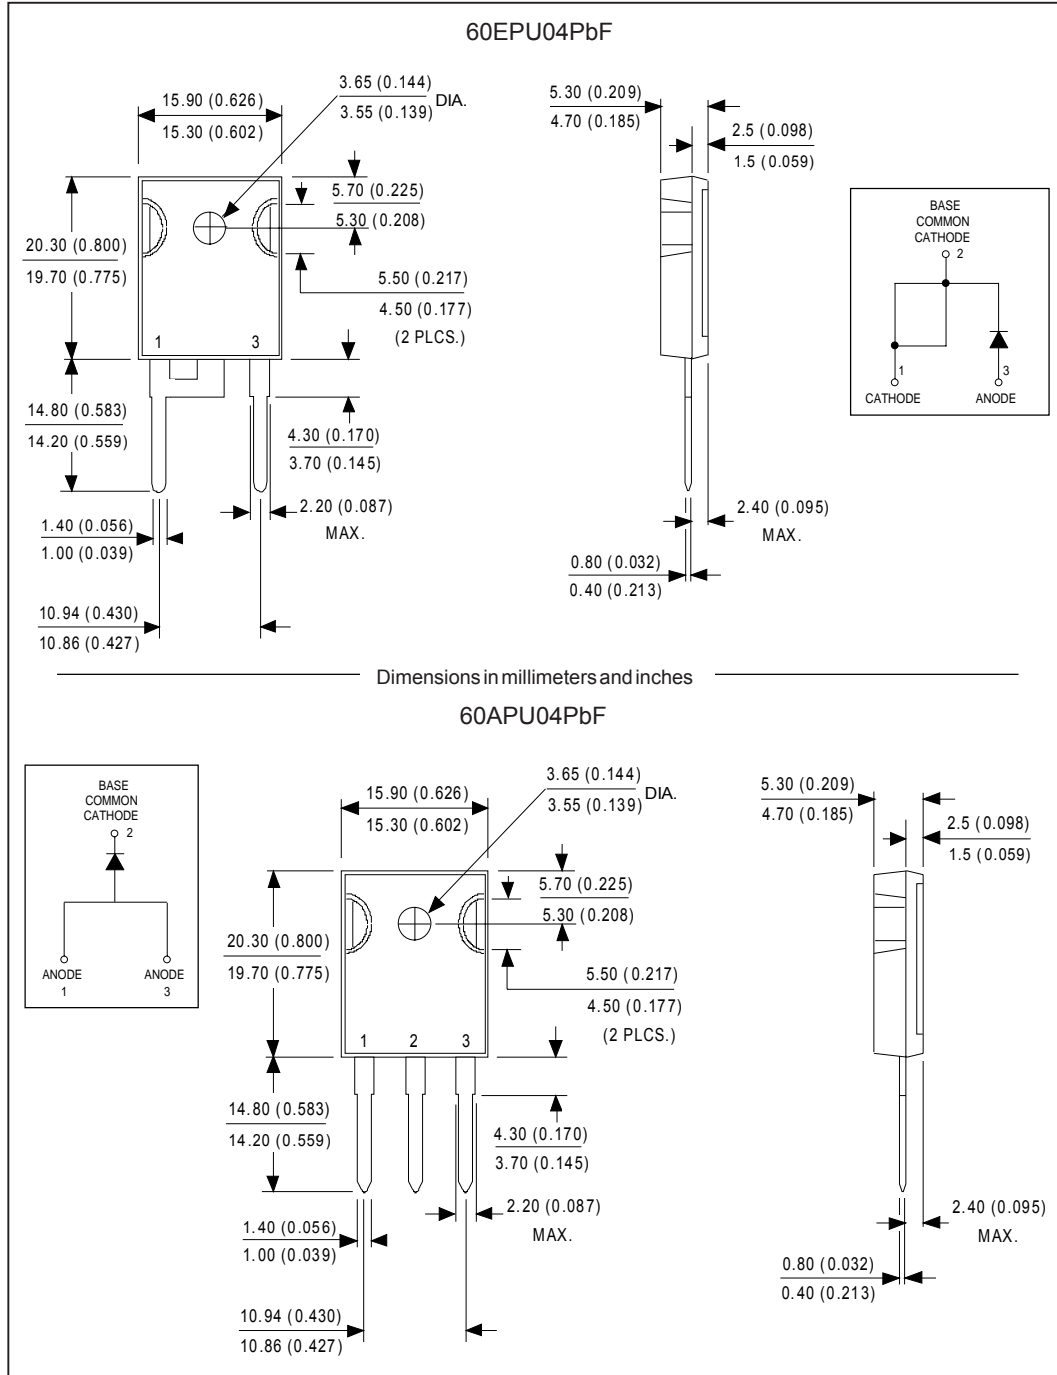 60EPU04PbF
3.65 (0.144)
3.55 (0.139)
DIA.
15.90 (0.626)
15.30 (0.602)
5.30 (0.209)
4.70 (0.185)
2.5 (0.098)
1.5 (0.059)
5.70 (0.225)
5.30 (0.208)
20.30 (0.800)
19.70 (0.775)
5.50 (0.217)
4.50 (0.177)
(2 PLCS.)
1 3
BASE
COMMON
CATHODE
2
1
3
CATHODE
ANODE
14.80 (0.583)
14.20 (0.559)
4.30 (0.170)
3.70 (0.145)
2.20 (0.087)
MAX.
1.40 (0.056)
1.00 (0.039)
2.40 (0.095)
MAX.
0.80 (0.032)
0.40 (0.213)
10.94 (0.430)
10.86 (0.427)
Dimensions in millimeters and inches
60APU04PbF
BASE
COMMON
CATHODE
2
ANODE
1
ANODE
3
3.65 (0.144)
3.55 (0.139)
DIA.
15.90 (0.626)
15.30 (0.602)
5.30 (0.209)
4.70 (0.185)
2.5 (0.098)
1.5 (0.059)
5.70 (0.225)
5.30 (0.208)
20.30 (0.800)
19.70 (0.775)
5.50 (0.217)
4.50 (0.177)
(2 PLCS.)
1 2 3
14.80 (0.583)
14.20 (0.559)
4.30 (0.170)
3.70 (0.145)
2.20 (0.087)
MAX.
1.40 (0.056)
1.00 (0.039)
2.40 (0.095)
MAX.
0.80 (0.032)
0.40 (0.213)
10.94 (0.430)
10.86 (0.427)